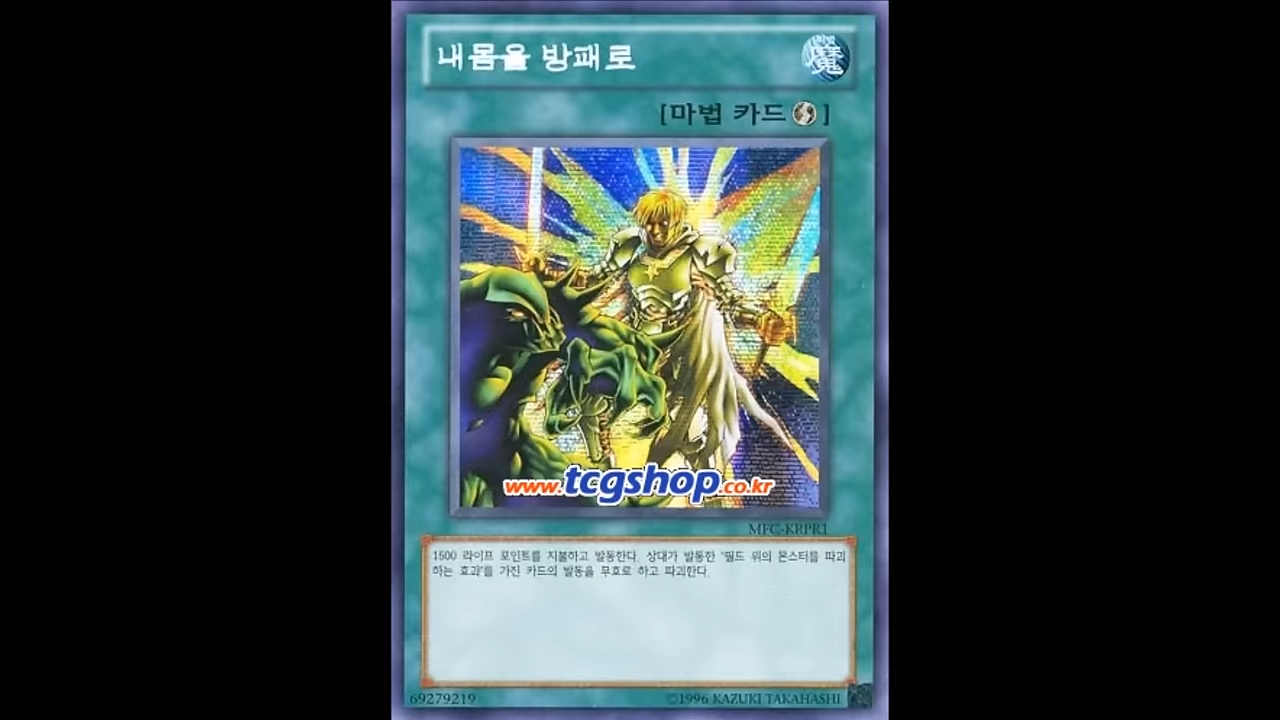 내몸을 방패로
魔
[마법 카드]
www.tcgshop.co.kr
MFC-KRPR1
1500 라이프 포인트를 지불하고 발동한다. 상대가 발동한 "필드 위의 몬스터를 파괴
하는 효과"를 가진 카드의 발동을 무효로 하고 파괴한다.
69279219
©1996 KAZUKI TAKAHASHI